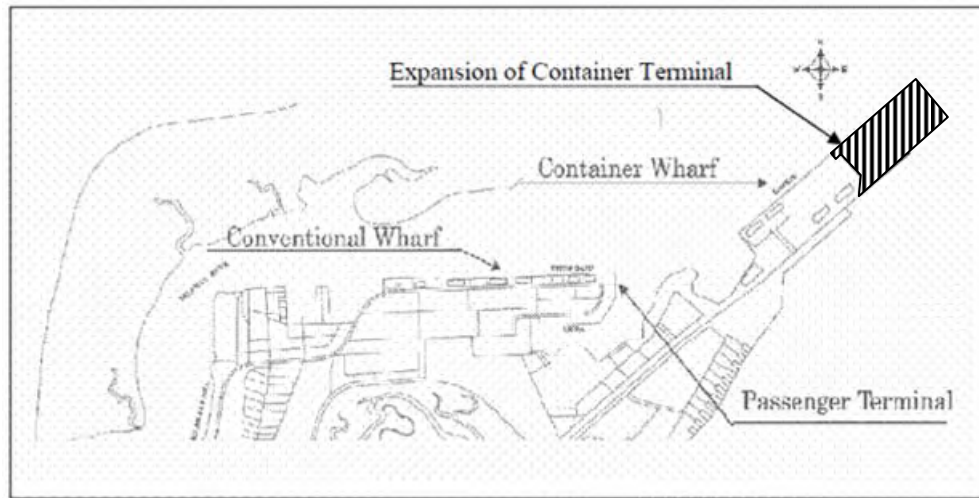 N
Expansion of Container Terminal
Container Wharf
Conventional Wharf
Passenger Terminal